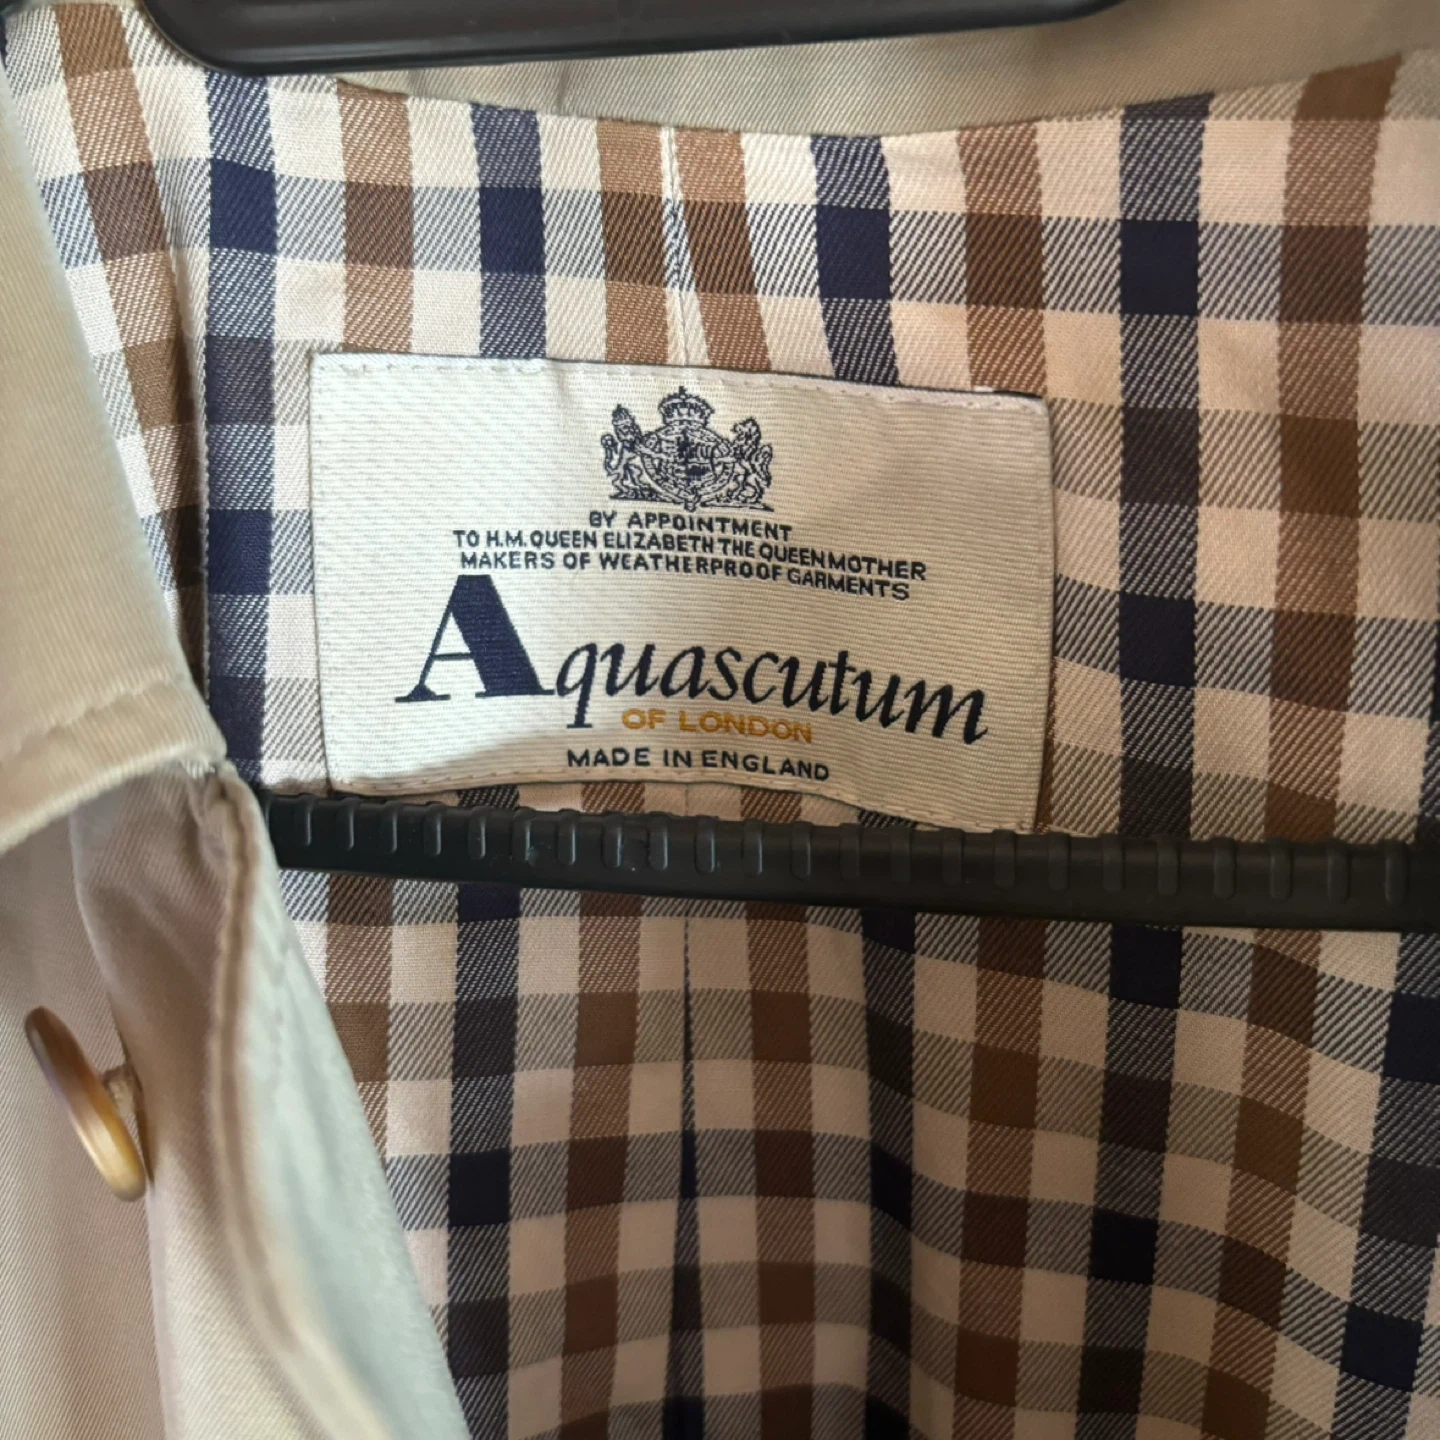 BY APPOINTMENT
TO H.M. QUEEN ELIZABETH THE QUEEN MOTHER
MAKERS OF WEATHERPROOF GARMENTS
Aquascutum
OF LONDON
MADE IN ENGLAND